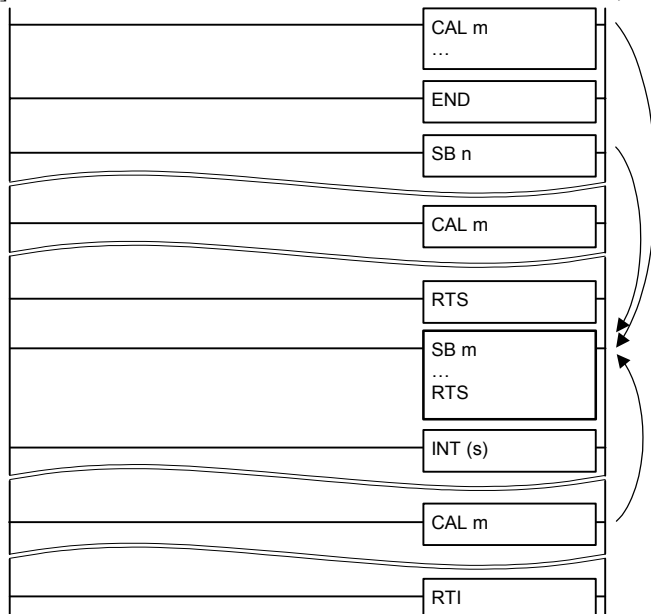 CAL m
…
END
SB n
CAL m
RTS
SB m
…
RTS
INT (s)
CAL m
RTI